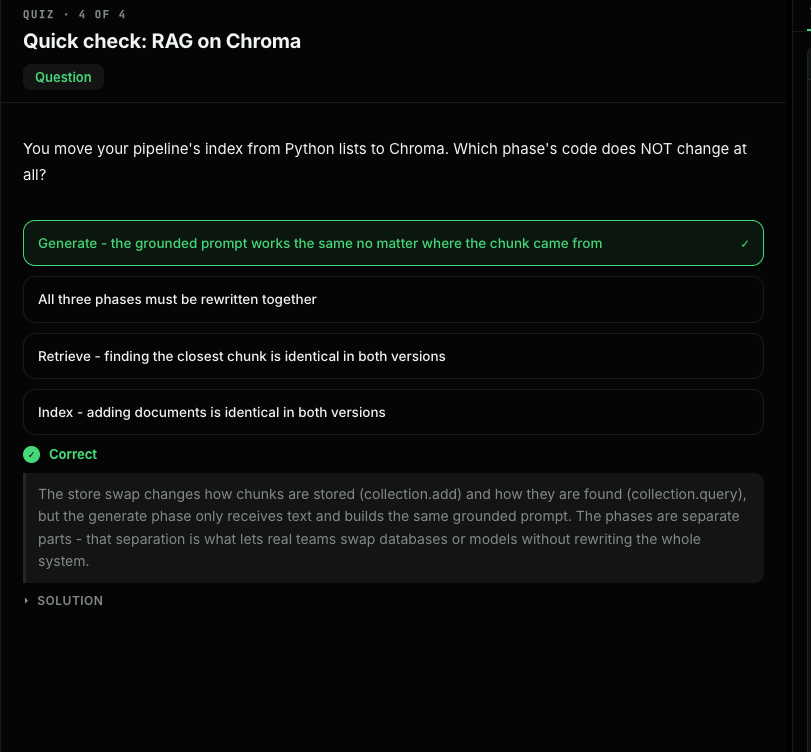 QUIZ · 4 OF 4
Quick check: RAG on Chroma
Question
You move your pipeline's index from Python lists to Chroma. Which phase's code does NOT change at
all?
Generate - the grounded prompt works the same no matter where the chunk came from ✓
All three phases must be rewritten together
Retrieve - finding the closest chunk is identical in both versions
Index - adding documents is identical in both versions
✓ Correct
The store swap changes how chunks are stored (collection.add) and how they are found (collection.query),
but the generate phase only receives text and builds the same grounded prompt. The phases are separate
parts - that separation is what lets real teams swap databases or models without rewriting the whole
system.
SOLUTION